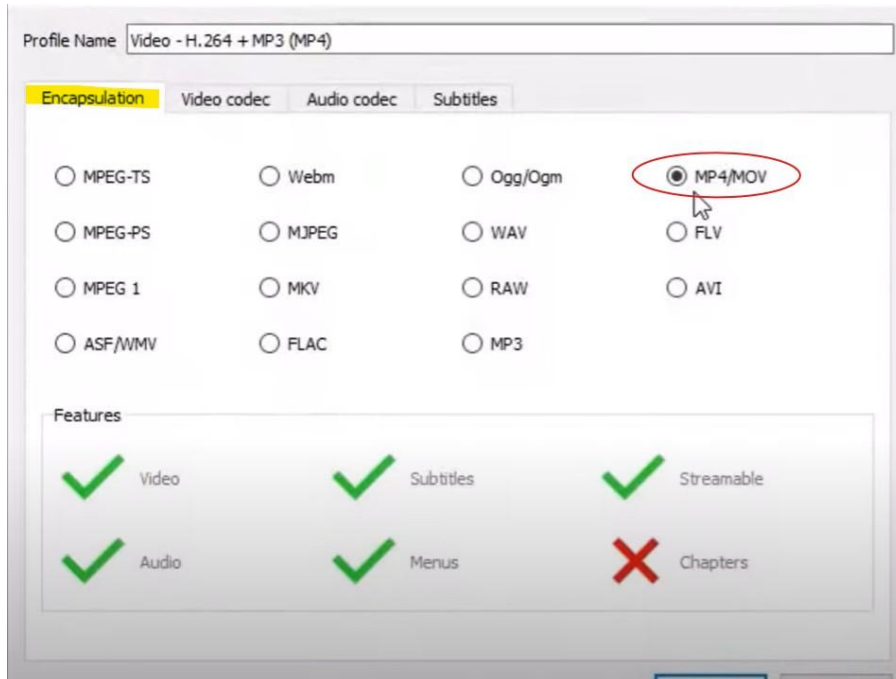 Profile Name Video - H.264 + MP3 (MP4)
Encapsulation Video codec Audio codec Subtitles
MPEG-TS Webm Ogg/Ogm MP4/MOV
MPEG-PS MJPEG WAV FLV
MPEG 1 MKV RAW AVI
ASF/WMV FLAC MP3
Features
Video Subtitles Streamable
Audio Menus Chapters